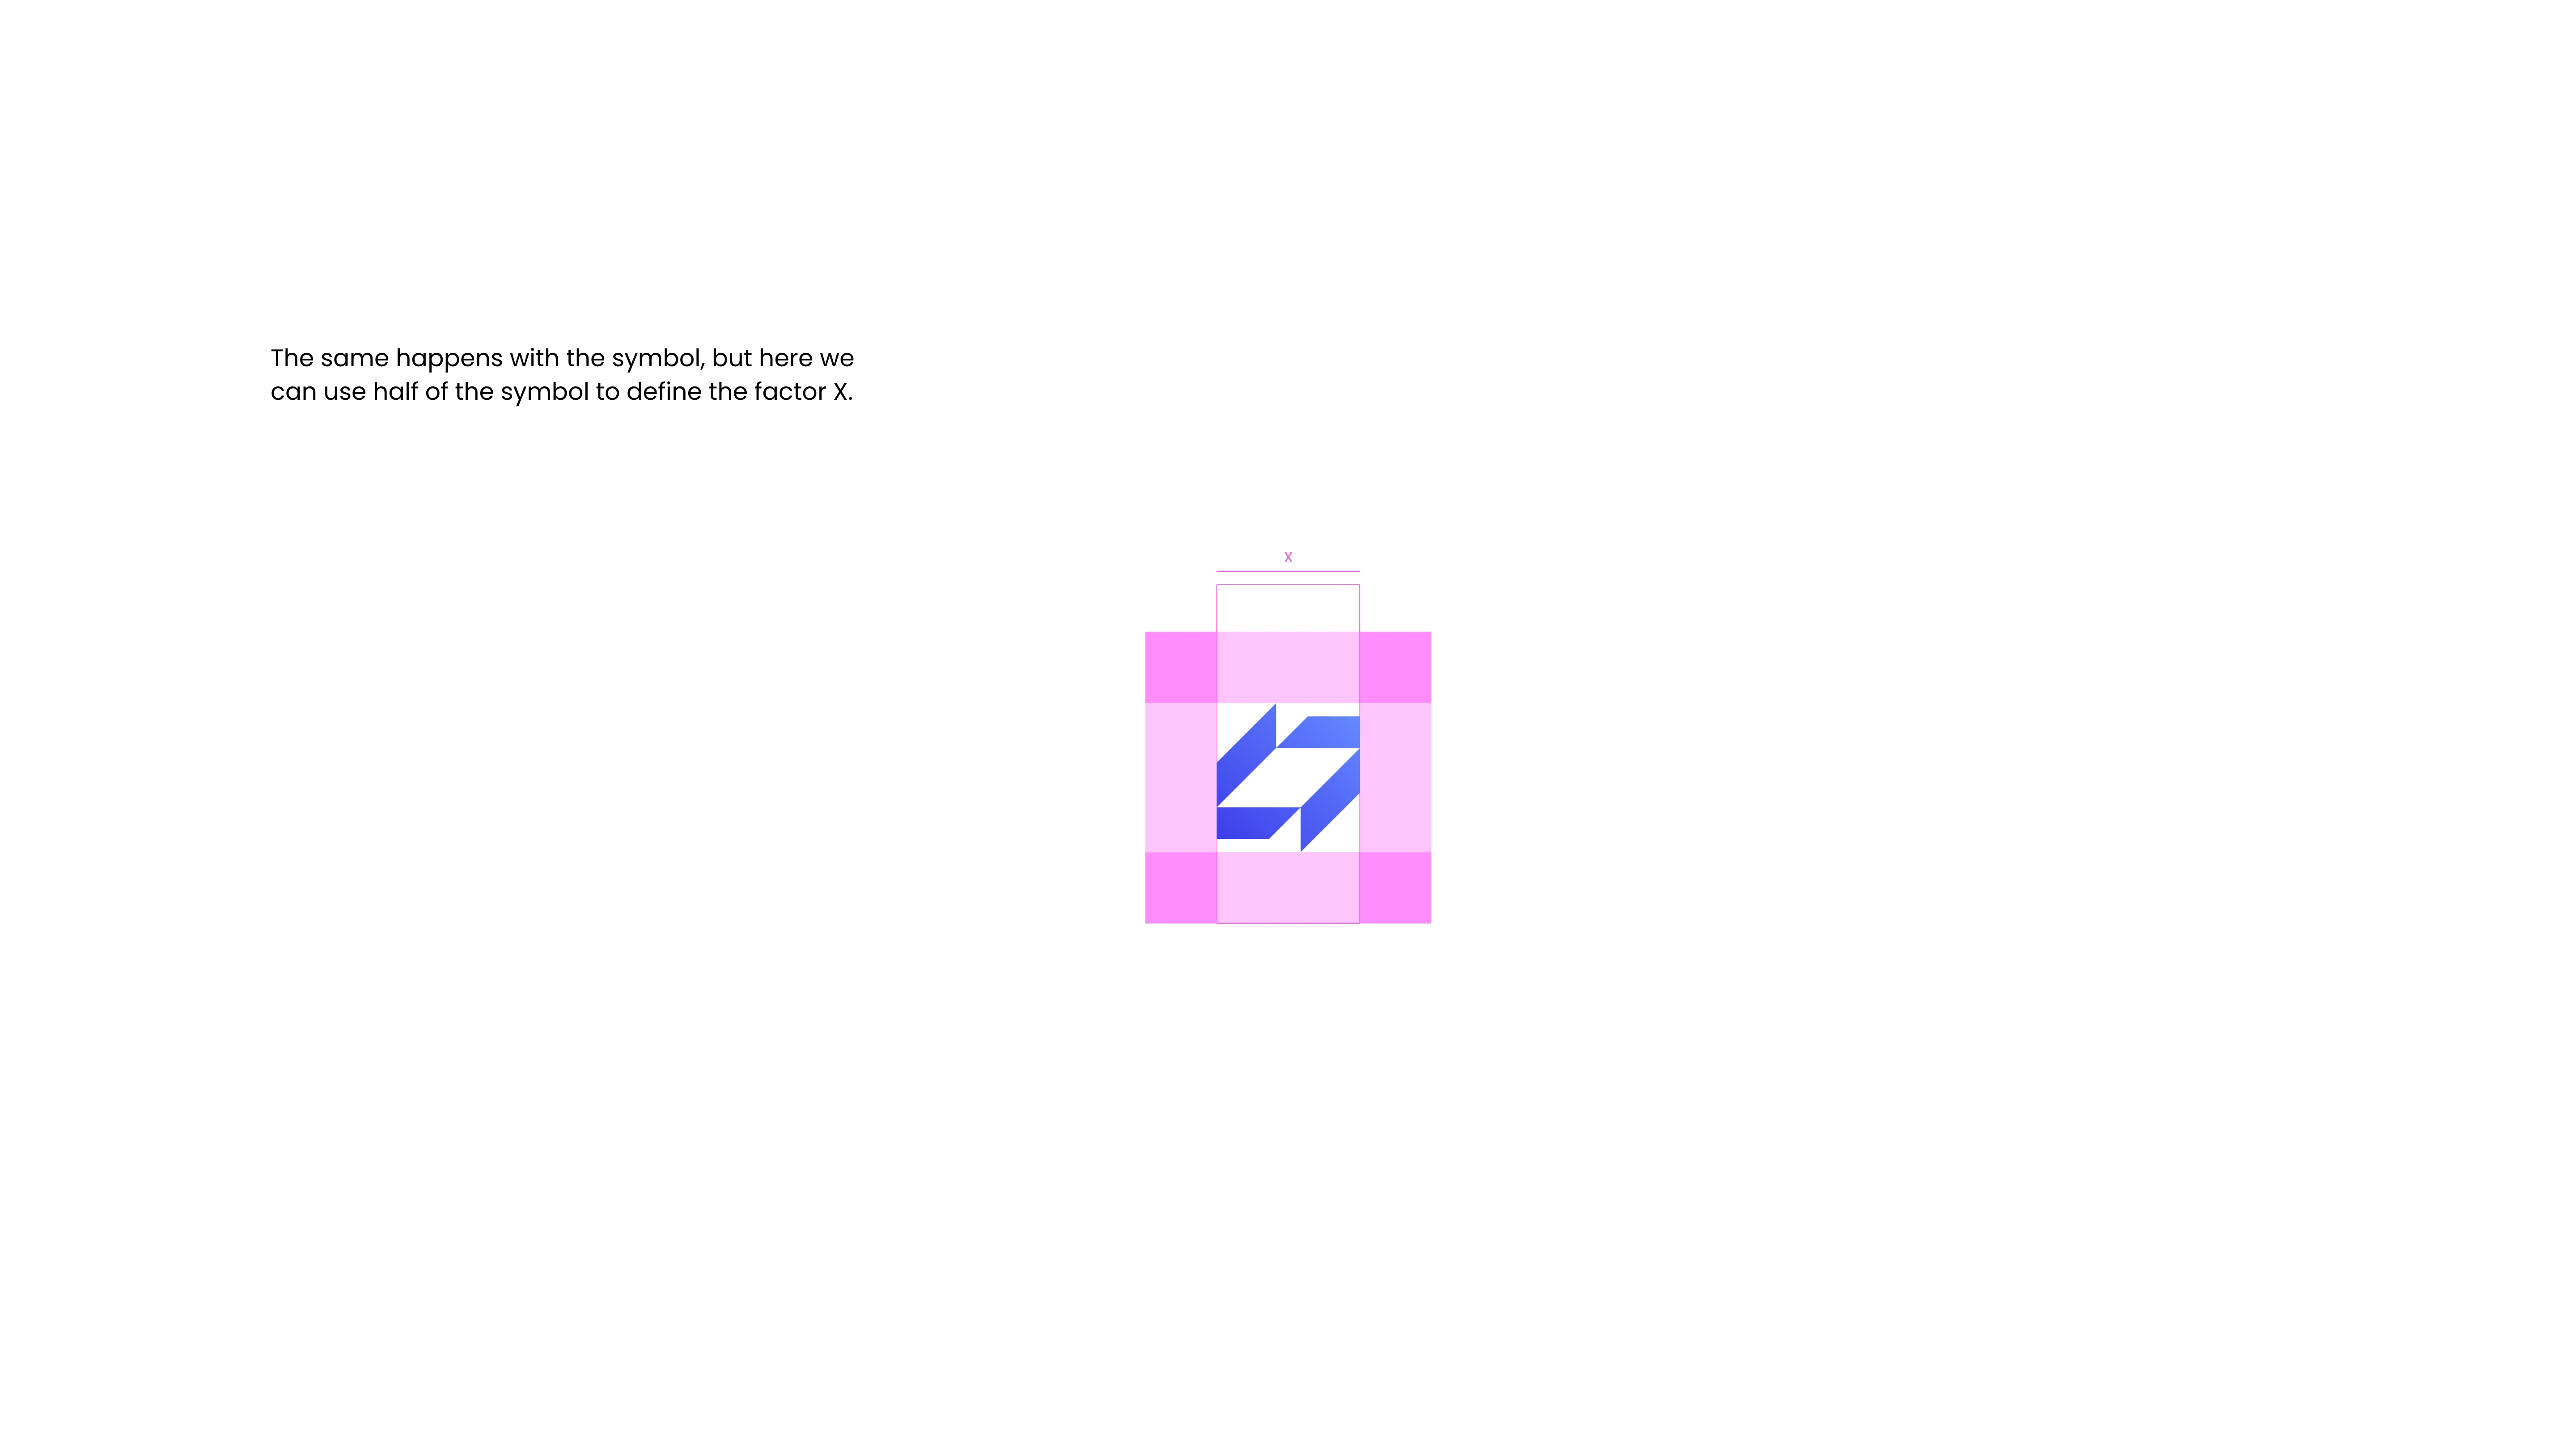 The same happens with the symbol, but here we
can use half of the symbol to define the factor X.
x